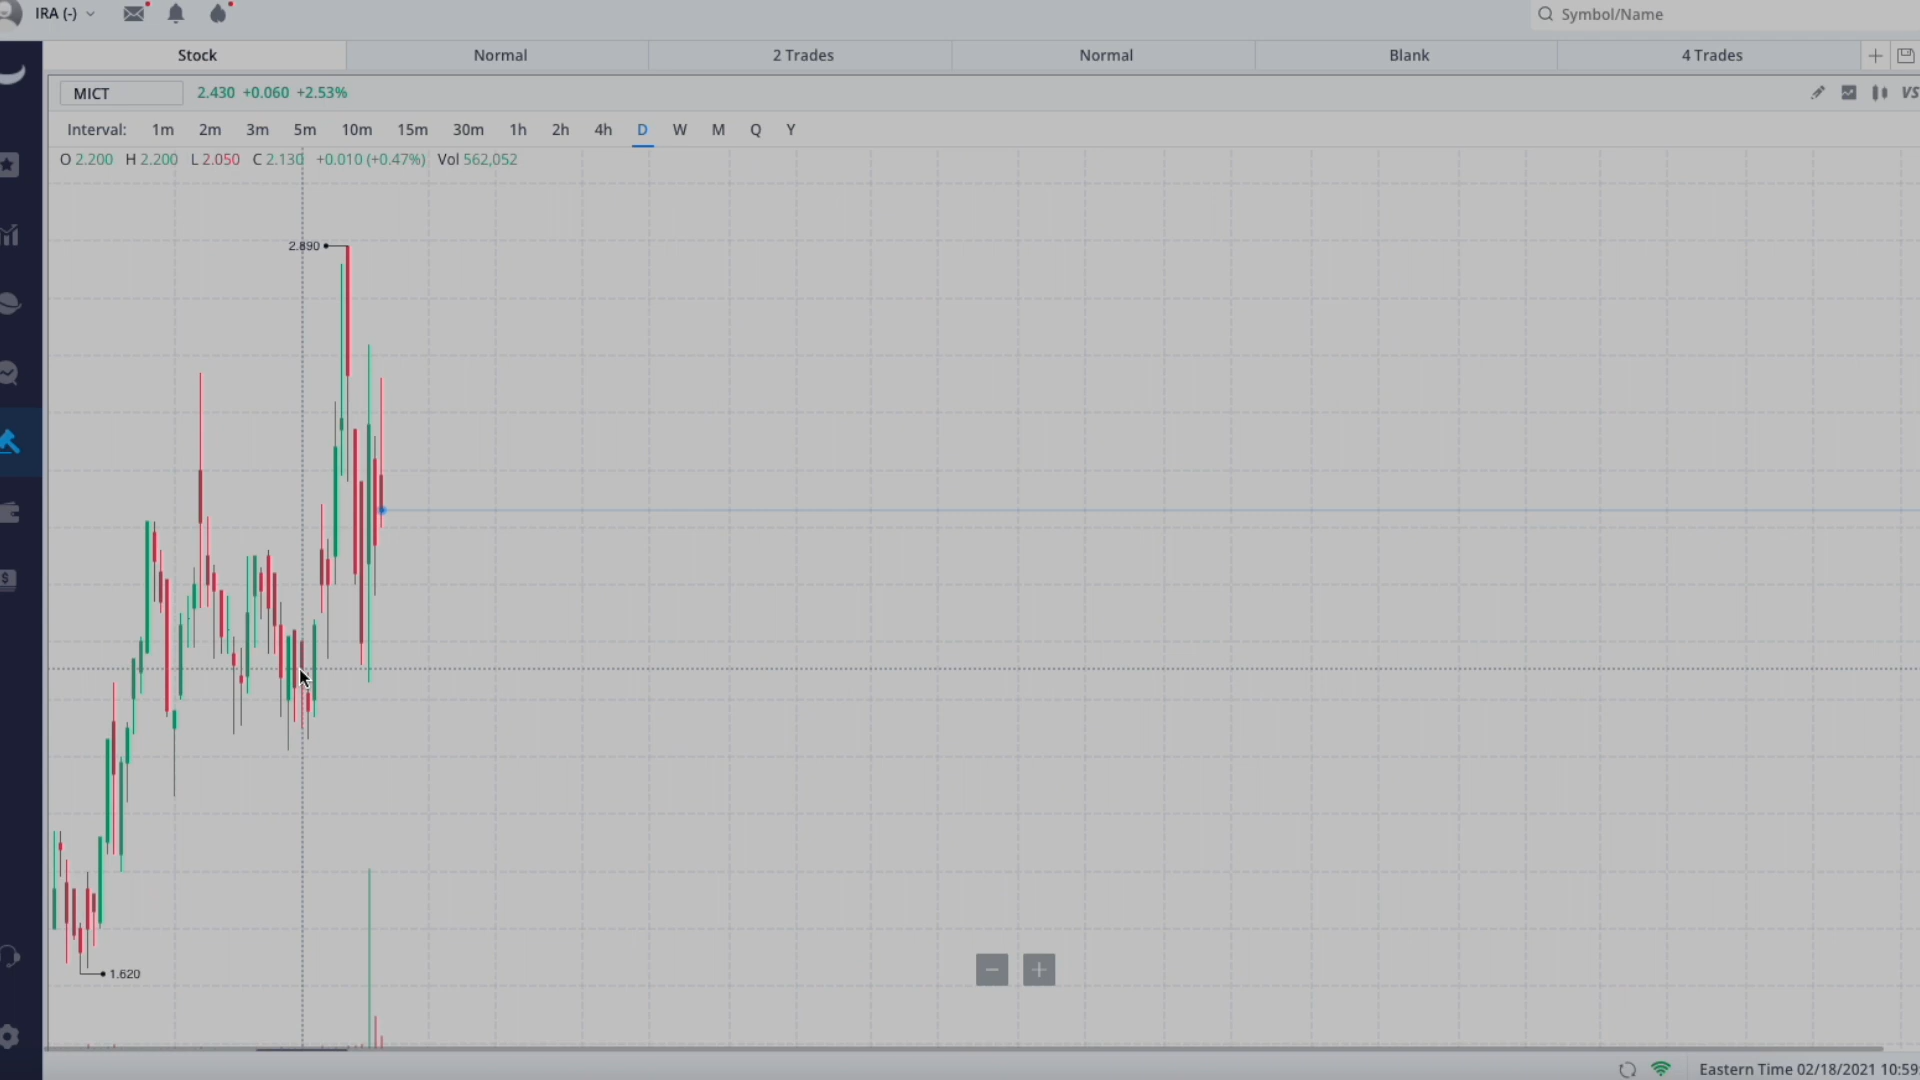 IRA (-)
Symbol/Name
Stock Normal 2 Trades Normal Blank 4 Trades
MICT 2.430 +0.060 +2.53%
VS
Interval: 1m 2m 3m 5m 10m 15m 30m 1h 2h 4h D W M Q Y
O 2.200 H 2.200 L 2.050 C 2.130 +0.010 (+0.47%) Vol 562,052
2.890
1.620
Eastern Time 02/18/2021 10:59